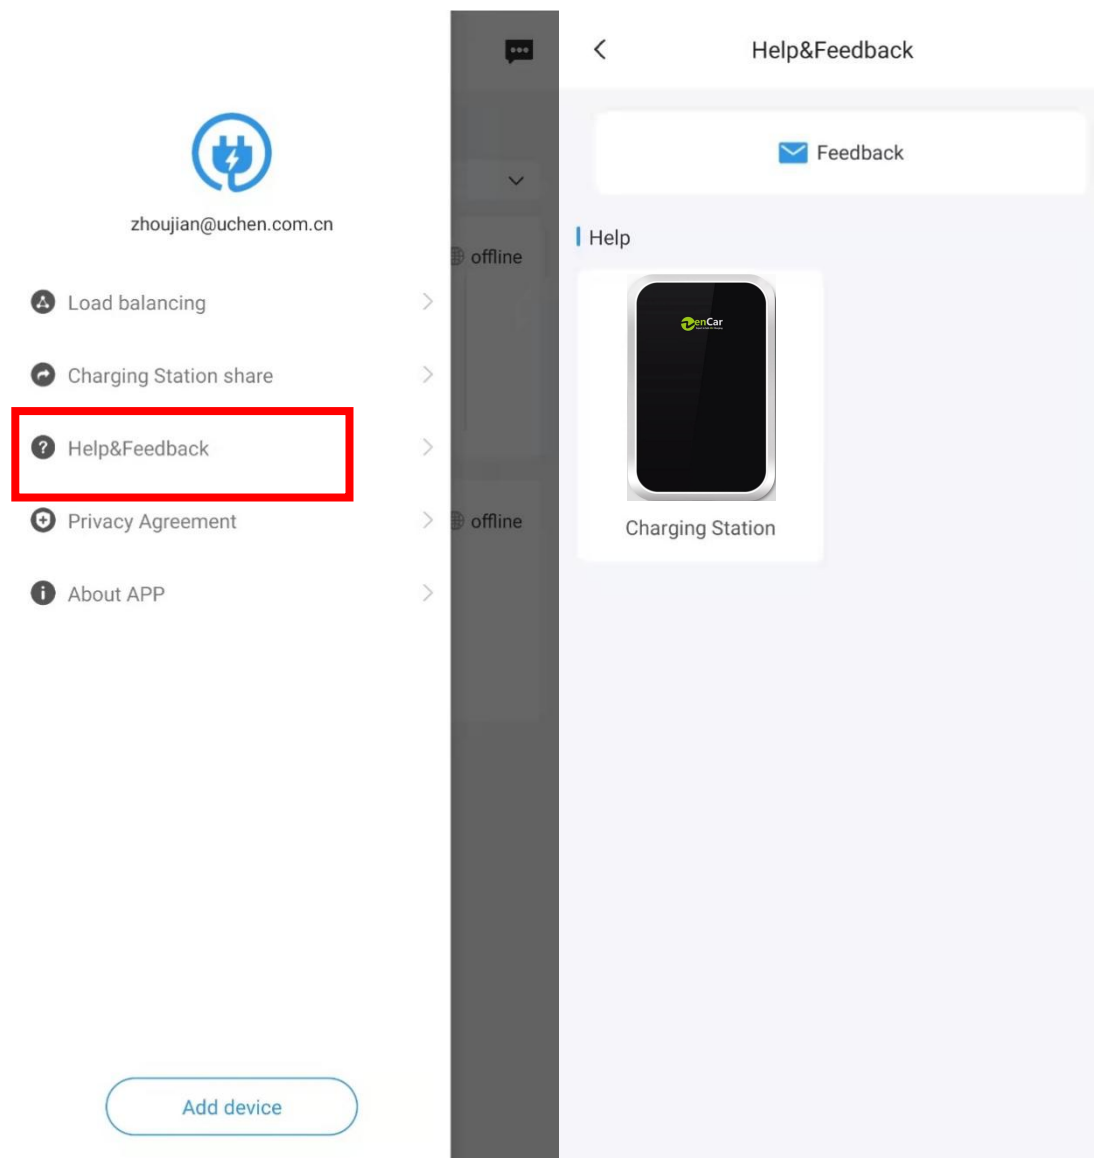 zhoujian@uchen.com.cn
Load balancing
Charging Station share
Help&Feedback
Privacy Agreement
About APP
Add device
offline
offline
Help&Feedback
Feedback
Help
enCar
Charging Station